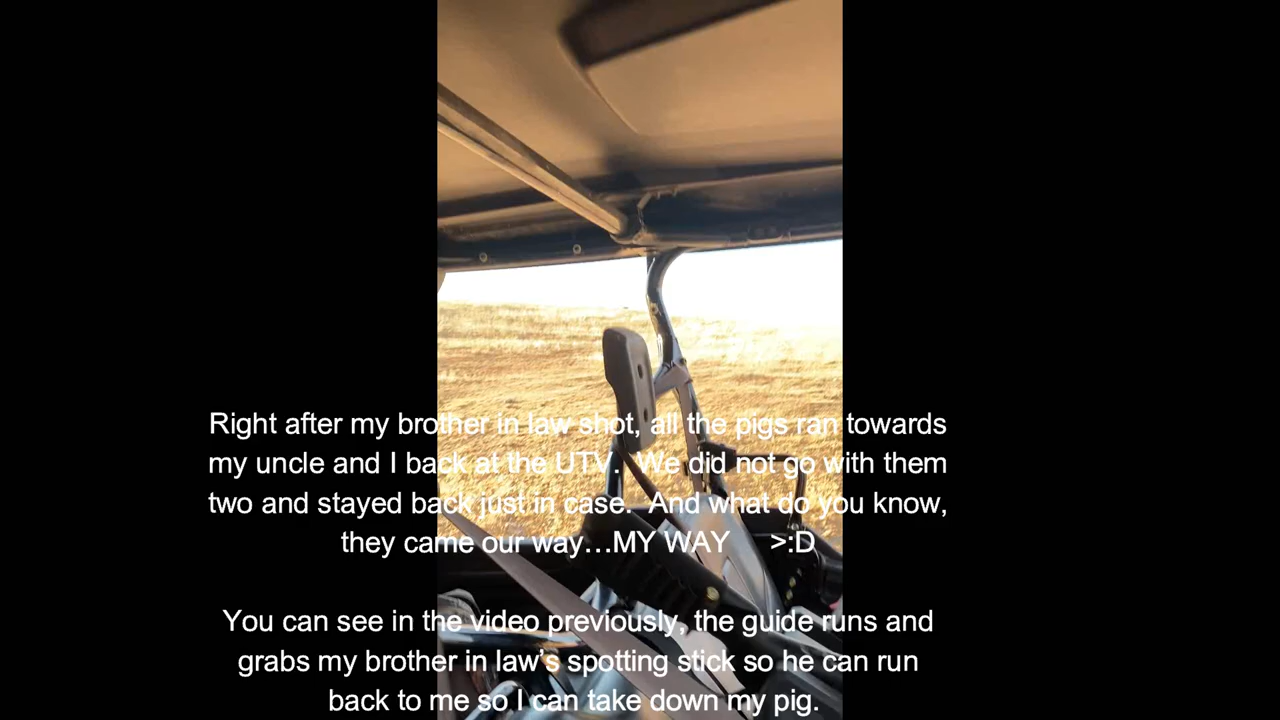 Right after my brother in law shot, all the pigs ran towards
my uncle and I back at the UTV.  We did not go with them
two and stayed back just in case.  And what do you know,
they came our way…MY WAY     >:D
You can see in the video previously, the guide runs and
grabs my brother in law’s spotting stick so he can run
back to me so I can take down my pig.